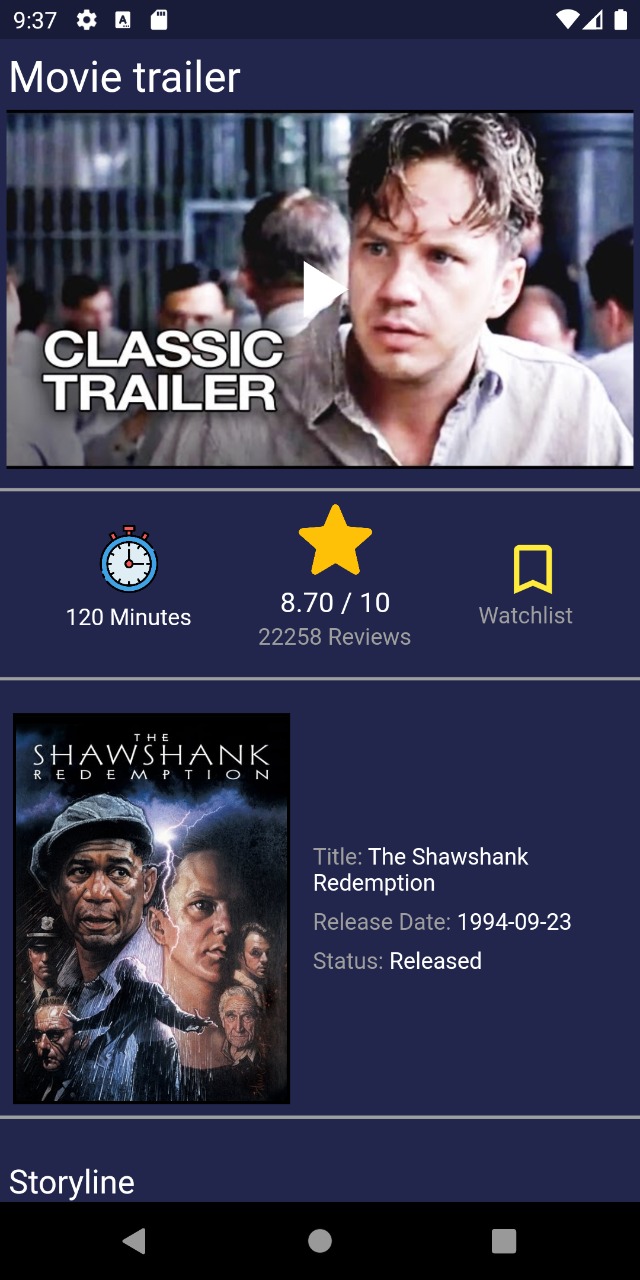 9:37
Movie trailer
CLASSIC
TRAILER
120 Minutes
8.70 / 10
22258 Reviews
Watchlist
THE
SHAWSHANK
REDEMPTION
Title: The Shawshank
Redemption
Release Date: 1994-09-23
Status: Released
Storyline